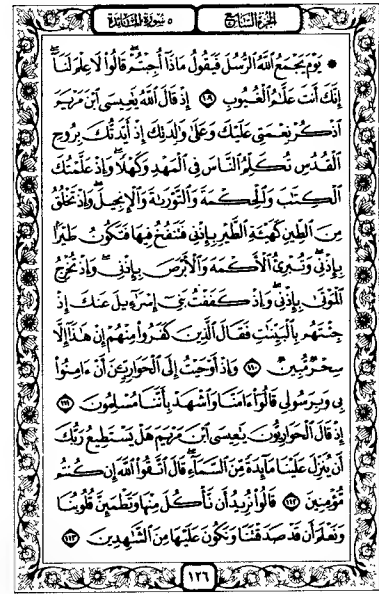 الجزء السابع ٥ سورة المائدة
۞ يَوْمَ يَجْمَعُ ٱللَّهُ ٱلرُّسُلَ فَيَقُولُ مَاذَآ أُجِبْتُمْ ۖ قَالُوا۟ لَا عِلْمَ لَنَآ ۖ
إِنَّكَ أَنتَ عَلَّٰمُ ٱلْغُيُوبِ ١٠٩ إِذْ قَالَ ٱللَّهُ يَٰعِيسَى ٱبْنَ مَرْيَمَ
ٱذْكُرْ نِعْمَتِى عَلَيْكَ وَعَلَىٰ وَٰلِدَتِكَ إِذْ أَيَّدتُّكَ بِرُوحِ
ٱلْقُدُسِ تُكَلِّمُ ٱلنَّاسَ فِى ٱلْمَهْدِ وَكَهْلًا ۖ وَإِذْ عَلَّمْتُكَ
ٱلْكِتَٰبَ وَٱلْحِكْمَةَ وَٱلتَّوْرَىٰةَ وَٱلْإِنجِيلَ ۖ وَإِذْ تَخْلُقُ
مِنَ ٱلطِّينِ كَهَيْـَٔةِ ٱلطَّيْرِ بِإِذْنِى فَتَنفُخُ فِيهَا فَتَكُونُ طَيْرًۢا
بِإِذْنِى ۖ وَتُبْرِئُ ٱلْأَكْمَهَ وَٱلْأَبْرَصَ بِإِذْنِى ۖ وَإِذْ تُخْرِجُ
ٱلْمَوْتَىٰ بِإِذْنِى ۖ وَإِذْ كَفَفْتُ بَنِىٓ إِسْرَٰٓءِيلَ عَنكَ إِذْ
جِئْتَهُم بِٱلْبَيِّنَٰتِ فَقَالَ ٱلَّذِينَ كَفَرُوا۟ مِنْهُمْ إِنْ هَٰذَآ إِلَّا
سِحْرٌ مُّبِينٌ ١١٠ وَإِذْ أَوْحَيْتُ إِلَى ٱلْحَوَارِيِّـۧنَ أَنْ ءَامِنُوا۟
بِى وَبِرَسُولِى قَالُوٓا۟ ءَامَنَّا وَٱشْهَدْ بِأَنَّنَا مُسْلِمُونَ ١١١
إِذْ قَالَ ٱلْحَوَارِيُّونَ يَٰعِيسَى ٱبْنَ مَرْيَمَ هَلْ يَسْتَطِيعُ رَبُّكَ
أَن يُنَزِّلَ عَلَيْنَا مَآئِدَةً مِّنَ ٱلسَّمَآءِ ۖ قَالَ ٱتَّقُوا۟ ٱللَّهَ إِن كُنتُم
مُّؤْمِنِينَ ١١٢ قَالُوا۟ نُرِيدُ أَن نَّأْكُلَ مِنْهَا وَتَطْمَئِنَّ قُلُوبُنَا
وَنَعْلَمَ أَن قَدْ صَدَقْتَنَا وَنَكُونَ عَلَيْهَا مِنَ ٱلشَّٰهِدِينَ ١١٣
١٢٦